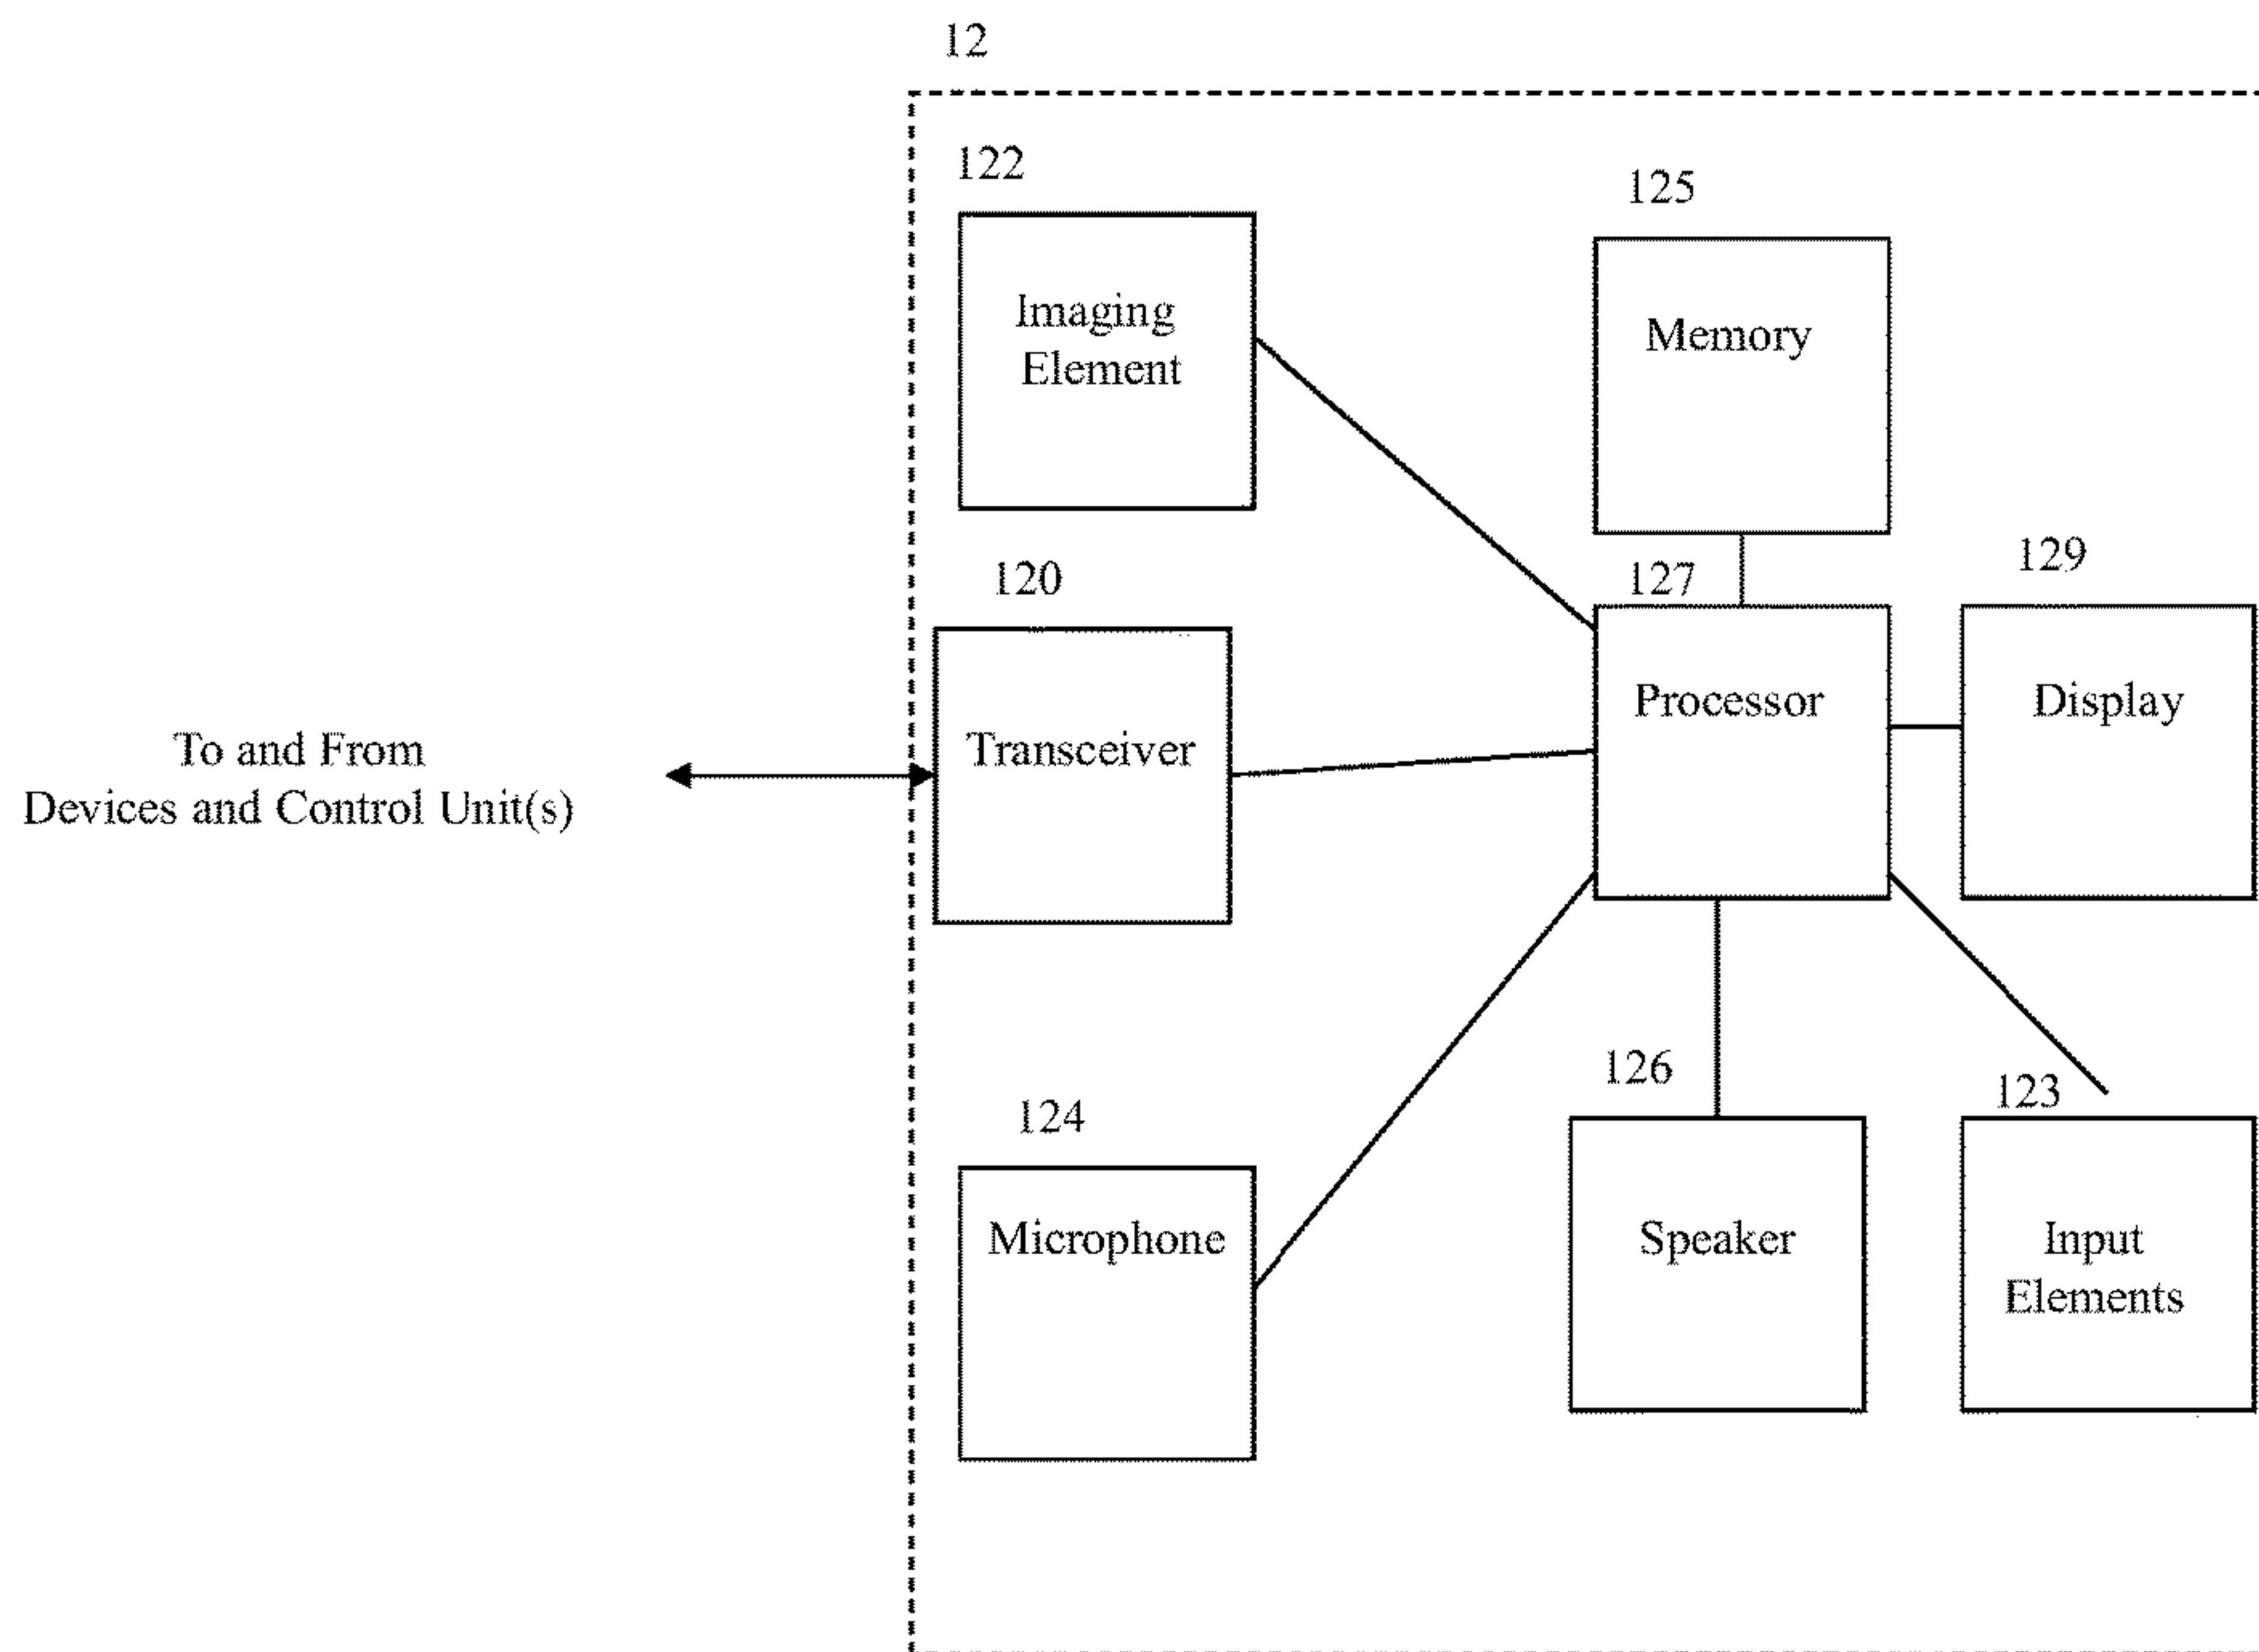 12
122
125
Imaging
Element
Memory
120
127
129
To and From
Devices and Control Unit(s)
Transceiver
Processor
Display
124
126
123
Microphone
Speaker
Input
Elements